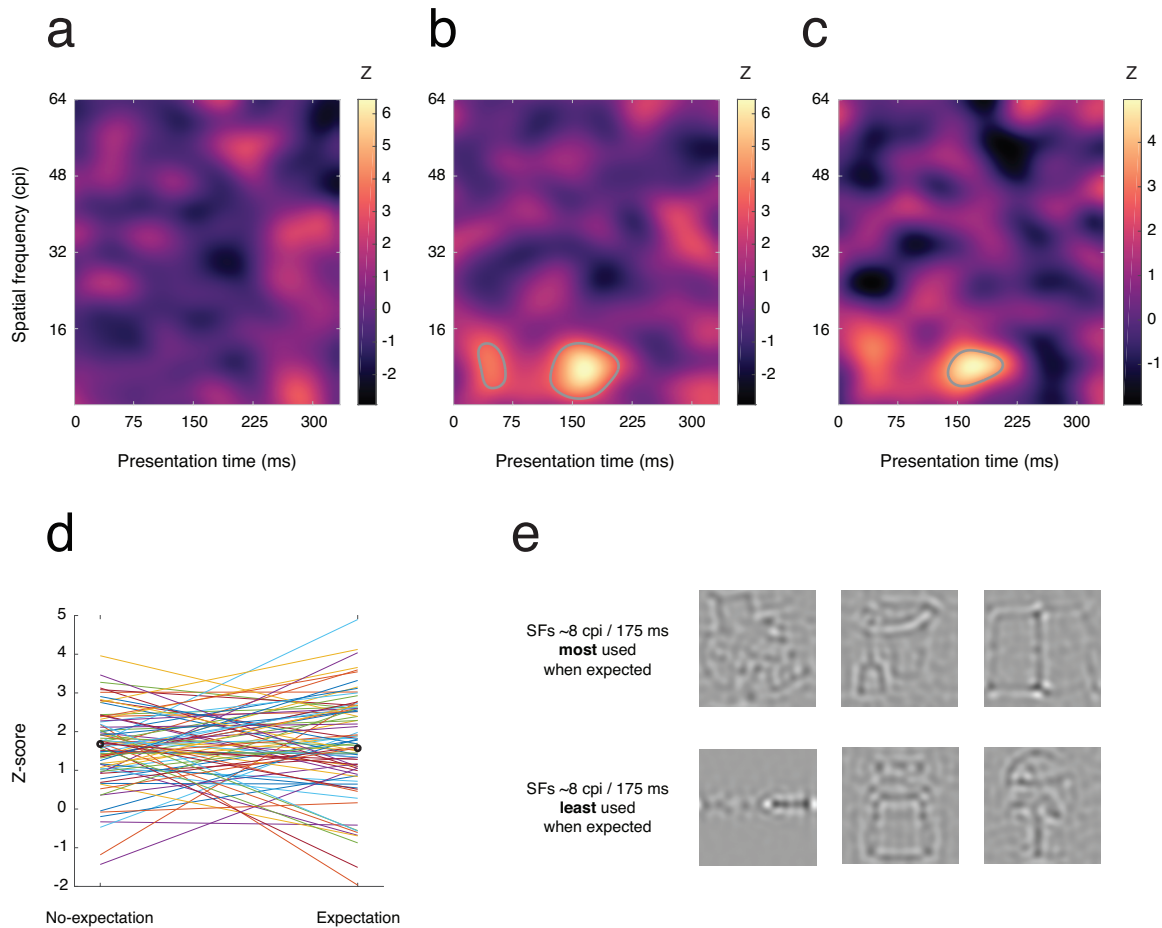 a
b
c
Z
Z
Z
64
48
32
16
Spatial frequency (cpi)
6
5
4
3
2
1
0
-1
-2
0
75
150
225
300
Presentation time (ms)
64
48
32
16
6
5
4
3
2
1
0
-1
-2
0
75
150
225
300
Presentation time (ms)
64
48
32
16
4
3
2
1
0
-1
0
75
150
225
300
Presentation time (ms)
d
5
4
3
2
1
0
-1
-2
Z-score
No-expectation
Expectation
e
SFs ~8 cpi / 175 ms
most used
when expected
SFs ~8 cpi / 175 ms
least used
when expected